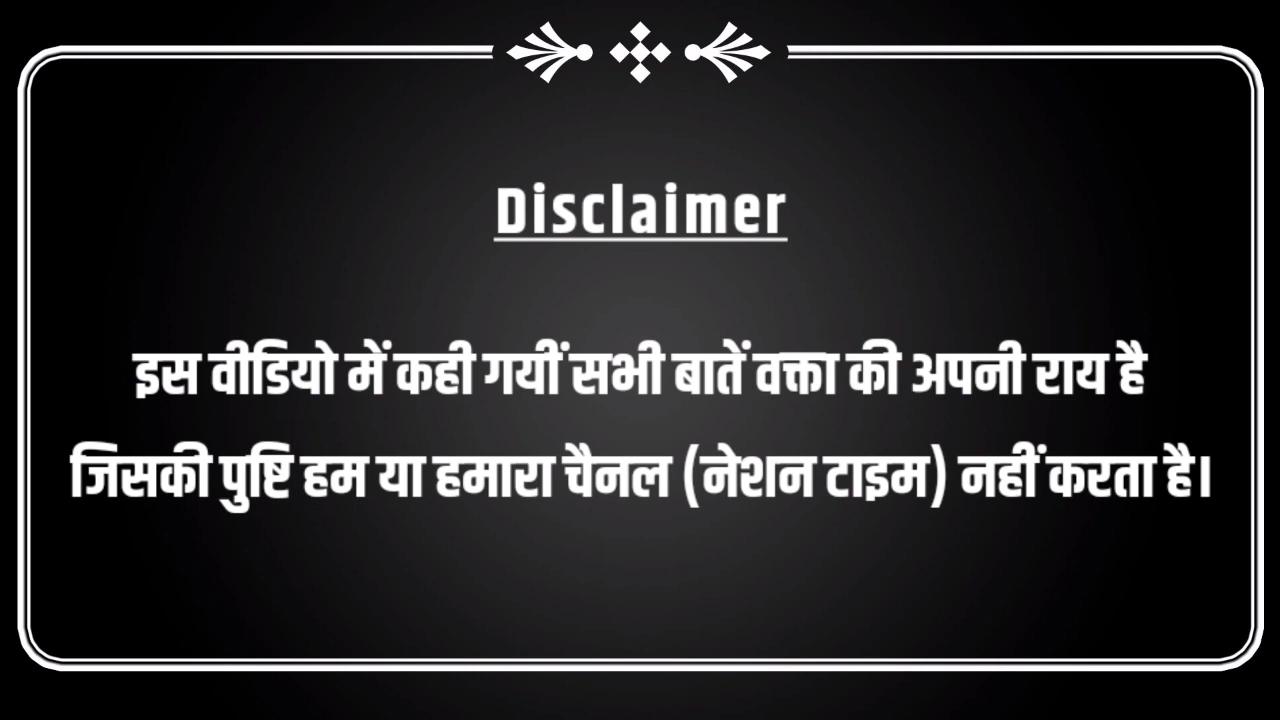 Disclaimer
इस वीडियो में कही गयीं सभी बातें वक्ता की अपनी राय है
जिसकी पुष्टि हम या हमारा चैनल (नेशन टाइम) नहीं करता है।